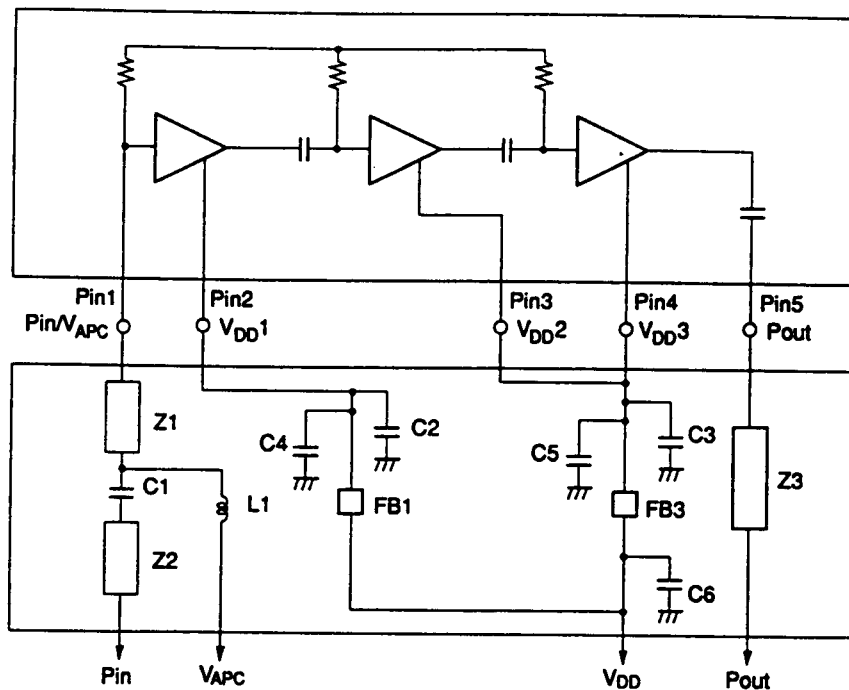 Pin1
Pin/VAPC
Pin2
VDD1
Pin3
VDD2
Pin4
VDD3
Pin5
Pout
Z1
C1
Z2
L1
C4
C2
FB1
C5
C3
FB3
C6
Z3
Pin
VAPC
VDD
Pout